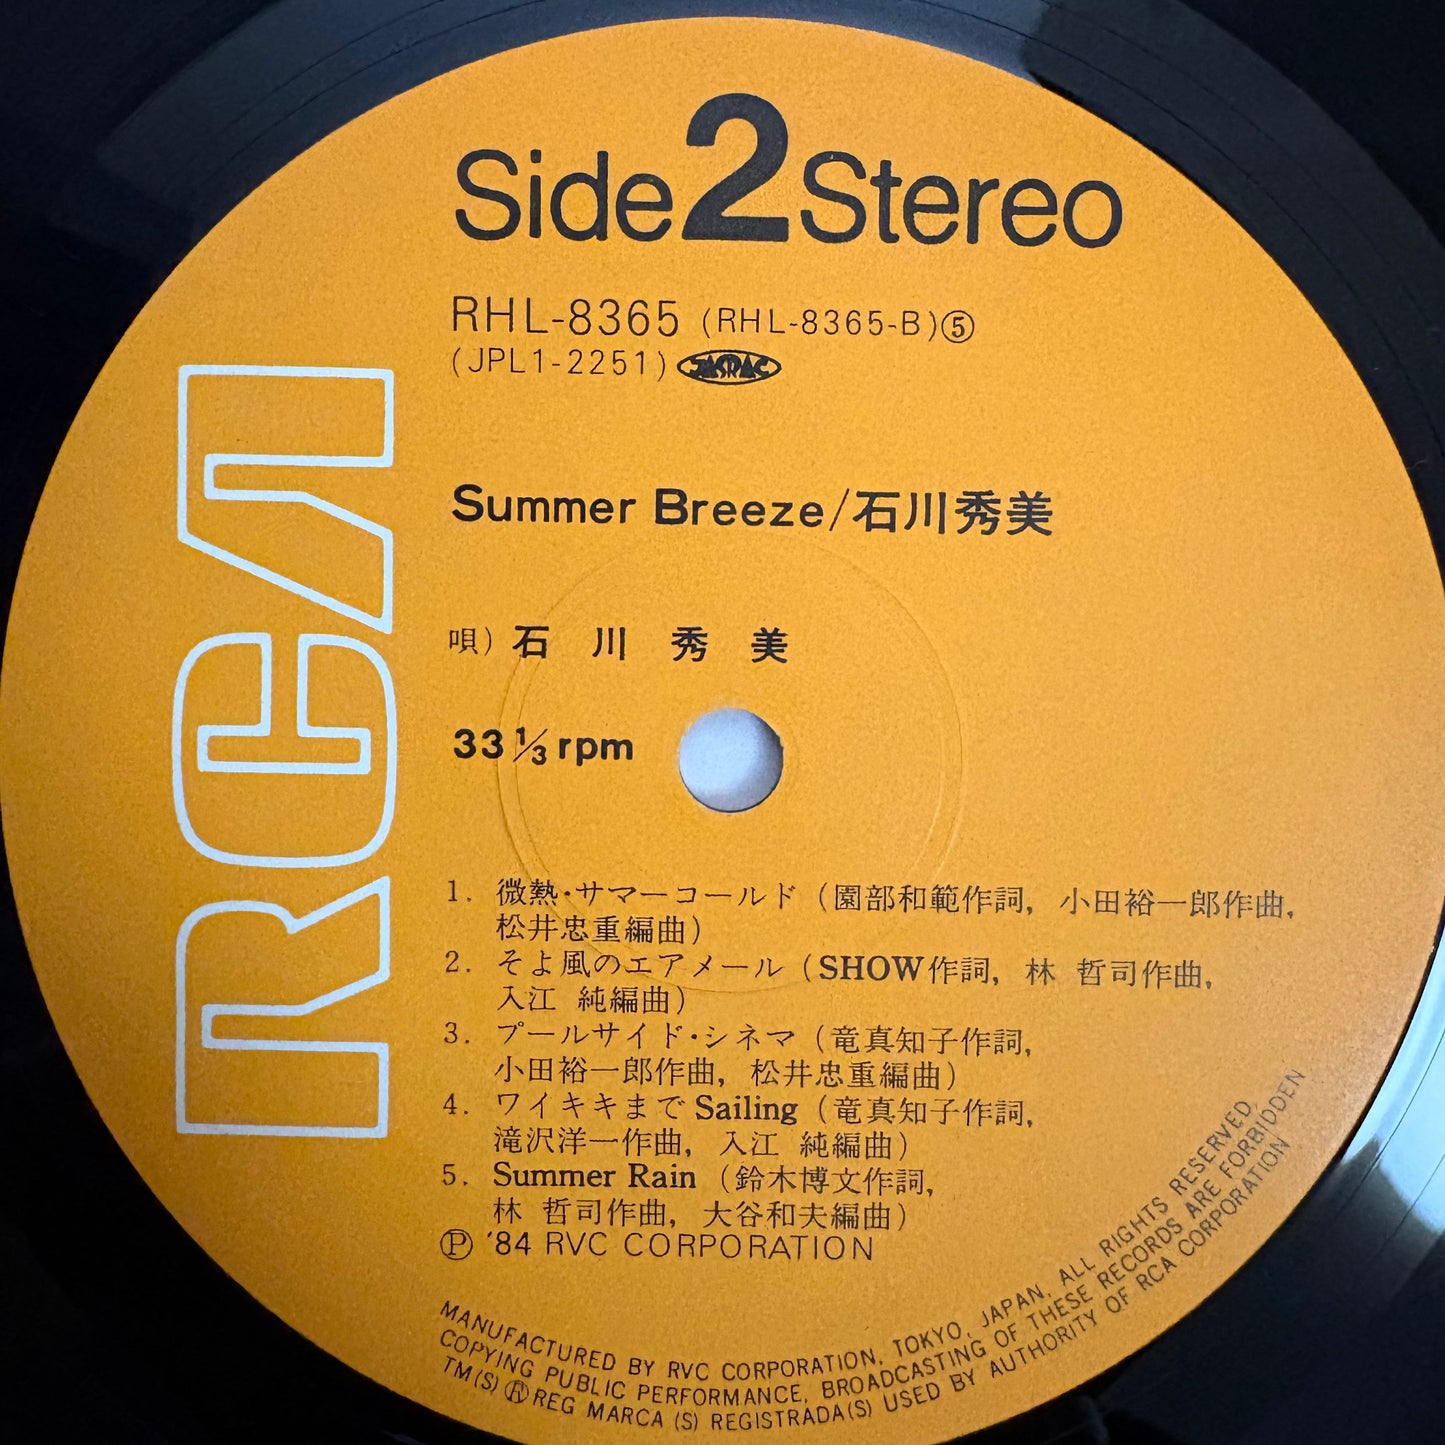 RCA
Side 2 Stereo
RHL-8365 (RHL-8365-B)⑤
(JPL1-2251) JASRAC
Summer Breeze/石川秀美
唄) 石川秀美
33 1/3 rpm
1. 微熱・サマーコールド (園部和範作詞, 小田裕一郎作曲,
松井忠重編曲)
2. そよ風のエアメール (SHOW作詞, 林 哲司作曲,
入江 純編曲)
3. プールサイド・シネマ (竜真知子作詞,
小田裕一郎作曲, 松井忠重編曲)
4. ワイキキまで Sailing (竜真知子作詞,
滝沢洋一作曲, 入江 純編曲)
5. Summer Rain (鈴木博文作詞,
林 哲司作曲, 大谷和夫編曲)
Ⓟ '84 RVC CORPORATION
MANUFACTURED BY RVC CORPORATION, TOKYO, JAPAN, ALL RIGHTS RESERVED,
COPYING PUBLIC PERFORMANCE, BROADCASTING OF THESE RECORDS ARE FORBIDDEN
TM(S) ® REG MARCA (S) REGISTRADA(S) USED BY AUTHORITY OF RCA CORPORATION